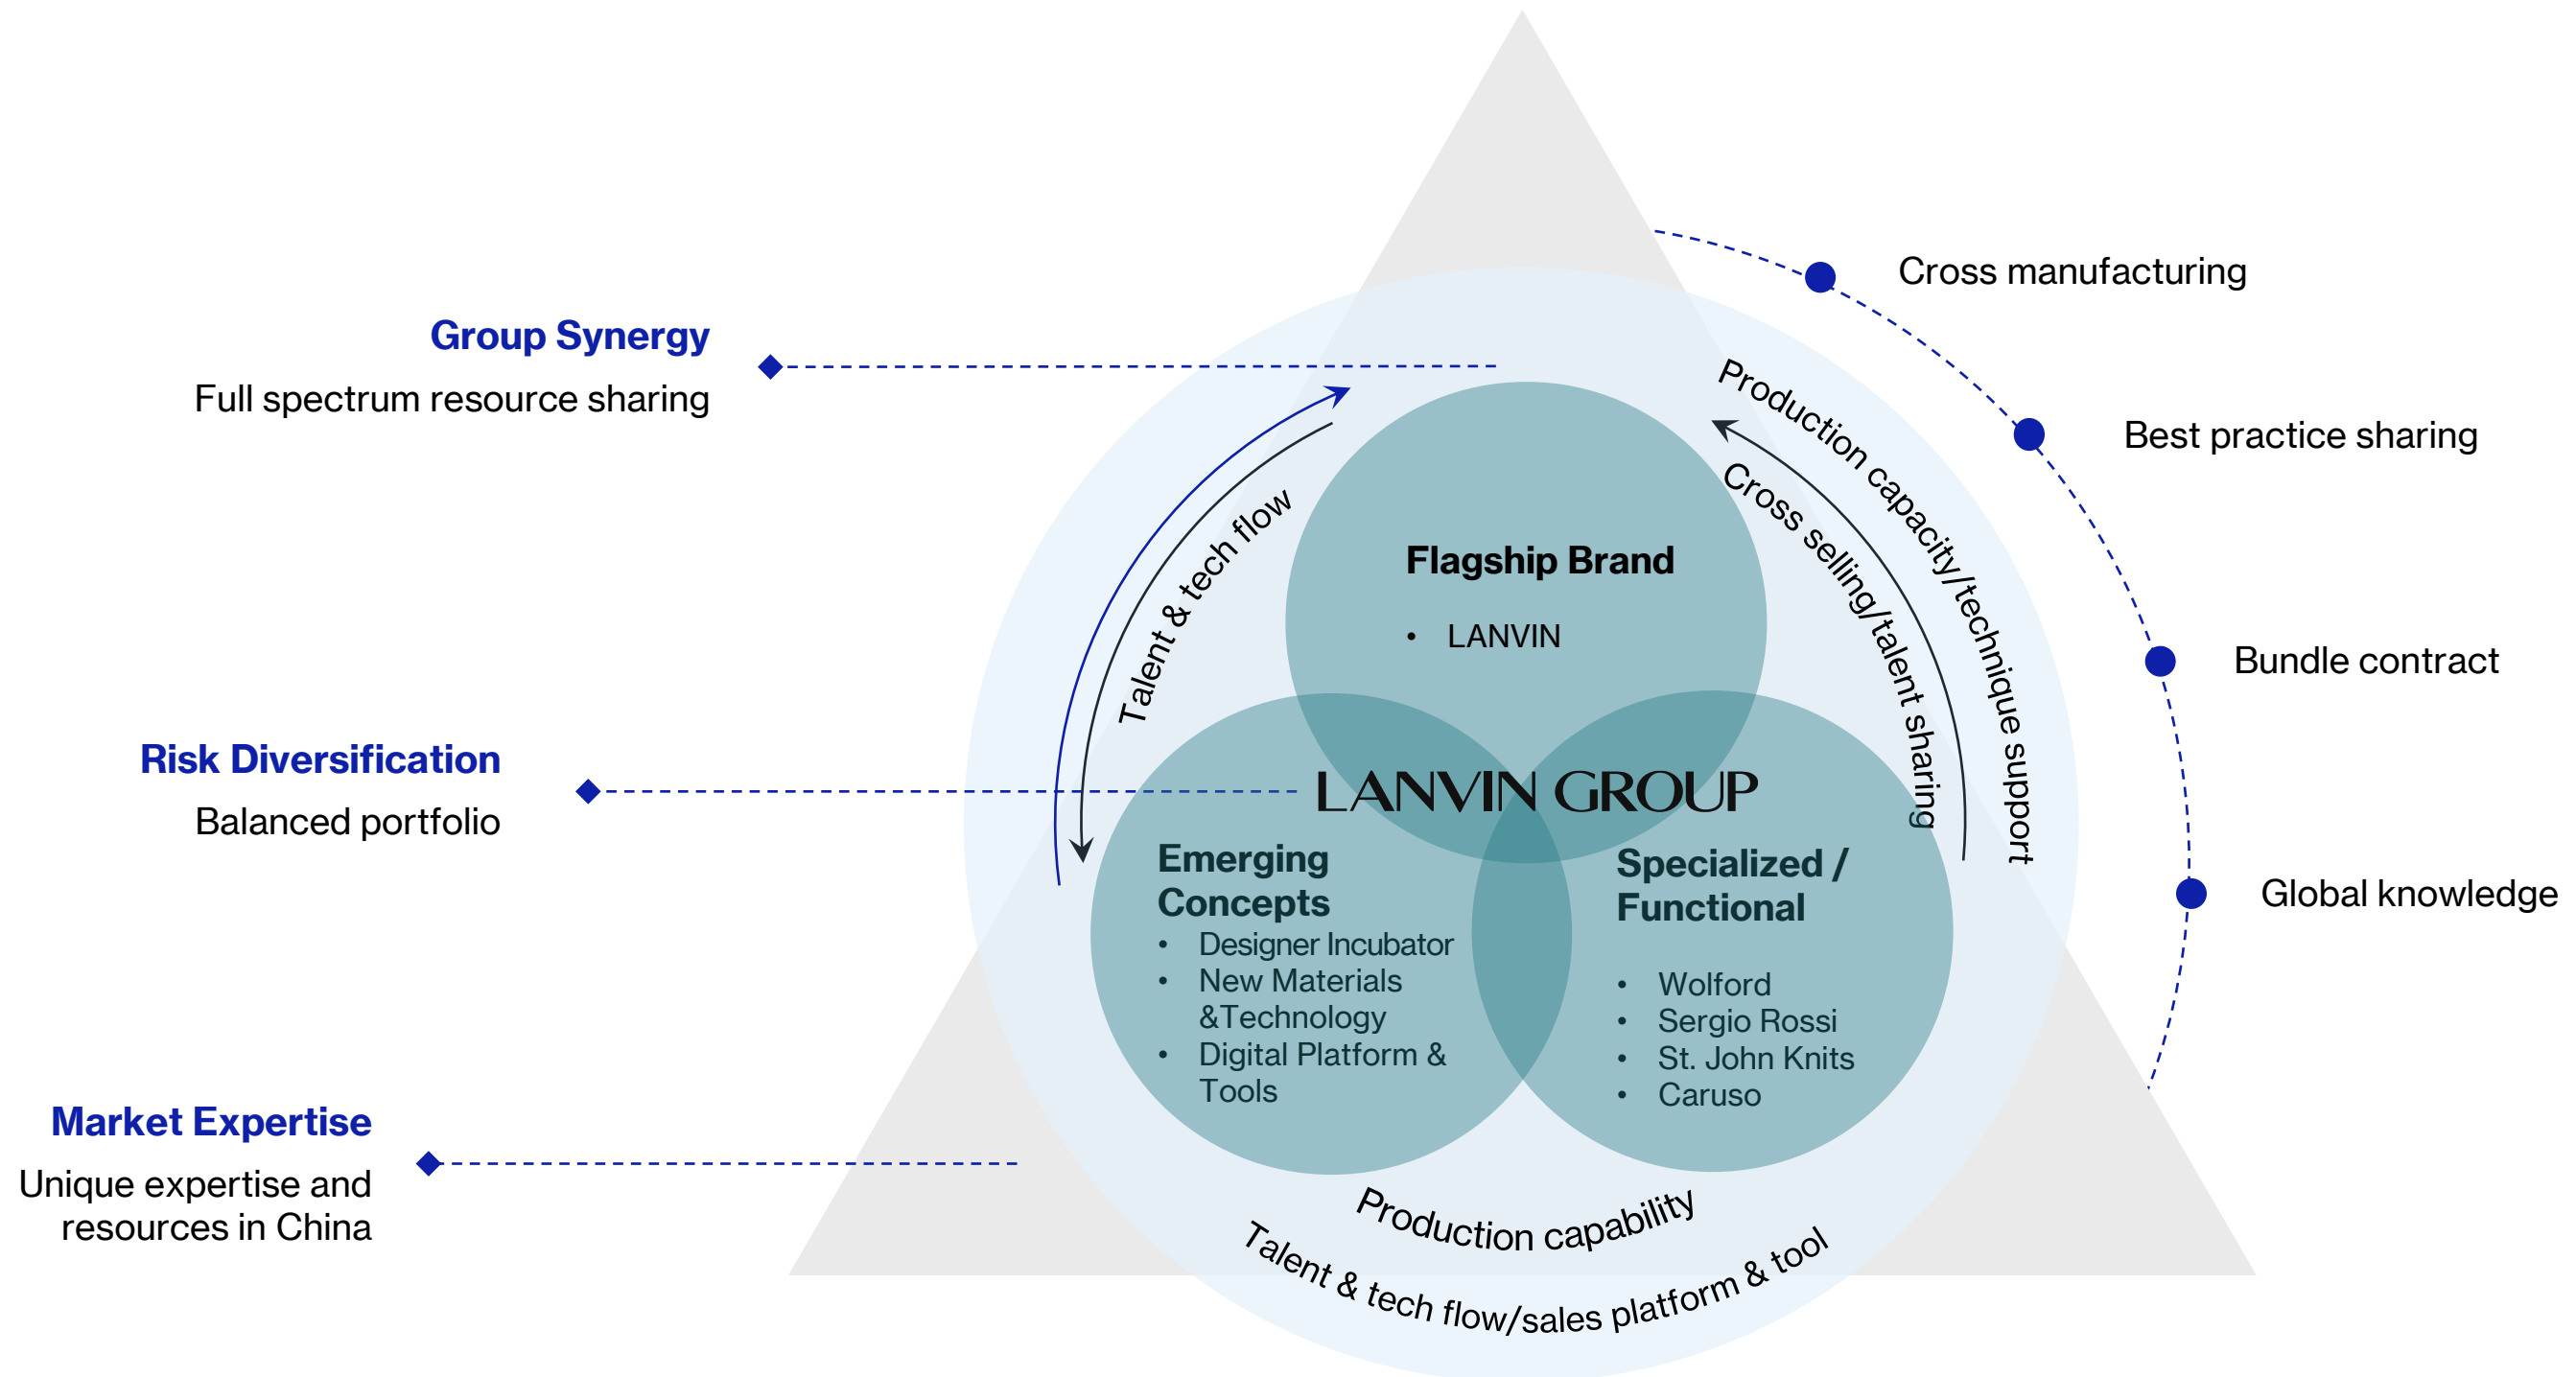 Group Synergy
Full spectrum resource sharing
Risk Diversification
Balanced portfolio
Market Expertise
Unique expertise and
resources in China
Talent & tech flow
Flagship Brand
• LANVIN
LANVIN GROUP
Emerging
Concepts
• Designer Incubator
• New Materials
&Technology
• Digital Platform &
Tools
Specialized /
Functional
• Wolford
• Sergio Rossi
• St. John Knits
• Caruso
Cross selling/talent sharing
Production capacity/technique support
Production capability
Talent & tech flow/sales platform & tool
Cross manufacturing
Best practice sharing
Bundle contract
Global knowledge